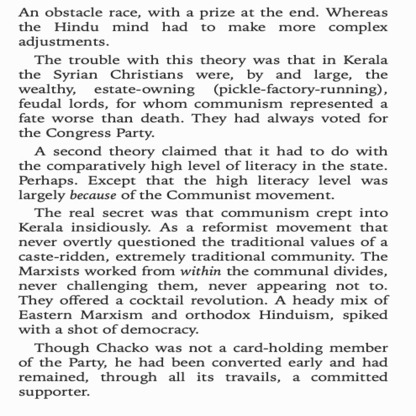 An obstacle race, with a prize at the end. Whereas
the Hindu mind had to make more complex
adjustments.
The trouble with this theory was that in Kerala
the Syrian Christians were, by and large, the
wealthy, estate-owning (pickle-factory-running),
feudal lords, for whom communism represented a
fate worse than death. They had always voted for
the Congress Party.
A second theory claimed that it had to do with
the comparatively high level of literacy in the state.
Perhaps. Except that the high literacy level was
largely because of the Communist movement.
The real secret was that communism crept into
Kerala insidiously. As a reformist movement that
never overtly questioned the traditional values of a
caste-ridden, extremely traditional community. The
Marxists worked from within the communal divides,
never challenging them, never appearing not to.
They offered a cocktail revolution. A heady mix of
Eastern Marxism and orthodox Hinduism, spiked
with a shot of democracy.
Though Chacko was not a card-holding member
of the Party, he had been converted early and had
remained, through all its travails, a committed
supporter.